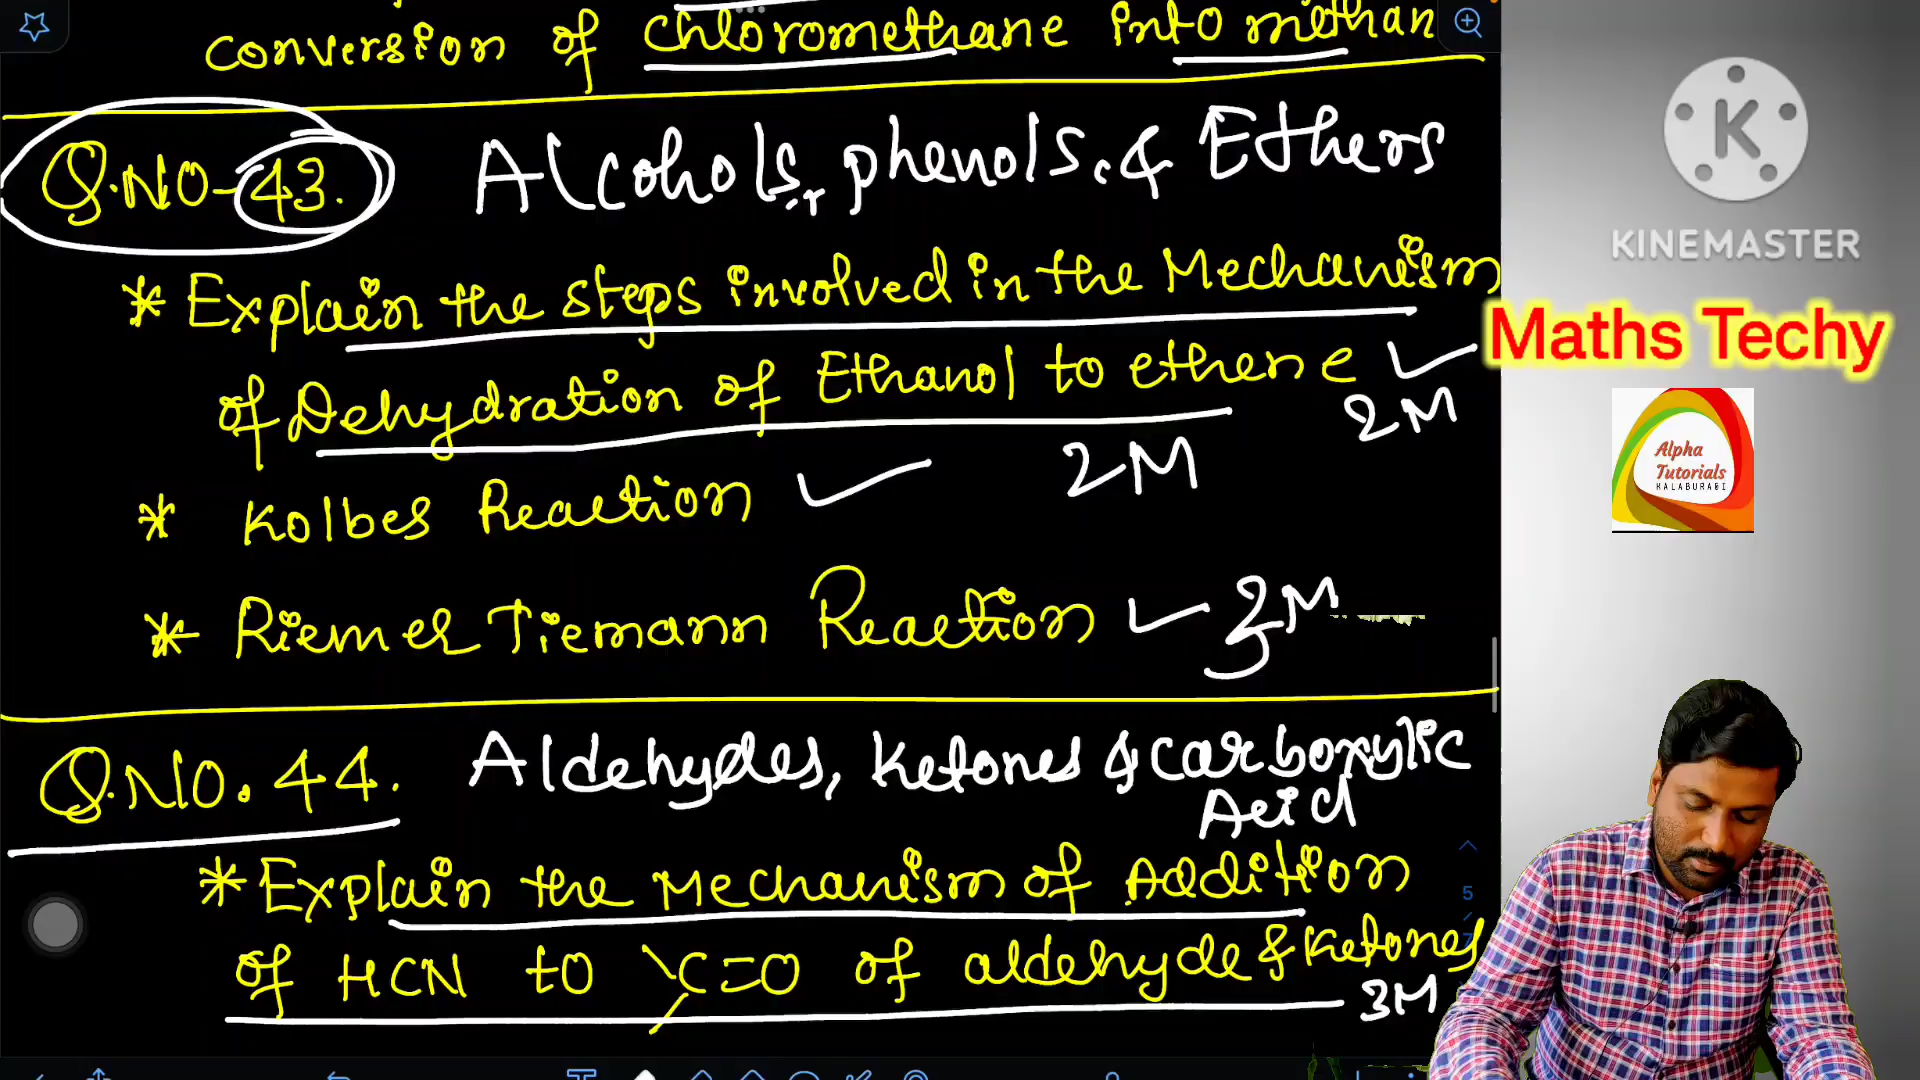 conversion of chloromethane into methan
Q.NO-43. Alcohols, phenols, & Ethers
* Explain the steps involved in the Mechanism
of Dehydration of Ethanol to ethene
2M
2M
* Kolbes Reaction
* Riemer Tiemann Reaction
Q.NO. 44. Aldehydes, Ketones & carboxylic
Acid
* Explain the Mechanism of Addition
of HCN to >C=O of aldehyde & Ketones
3M
5
KINEMASTER
Maths Techy
Alpha
Tutorials
KALABURAGI